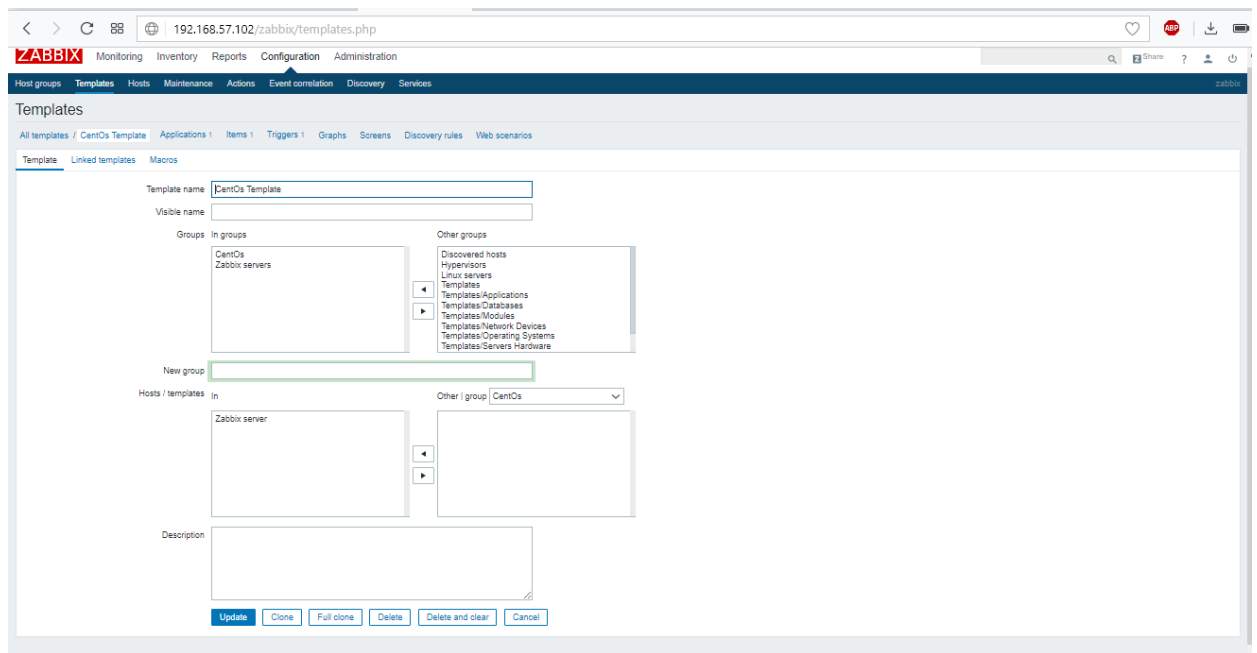 192.168.57.102/zabbix/templates.php
ABP
ZABBIX Monitoring Inventory Reports Configuration Administration
Z Share ?
Host groups Templates Hosts Maintenance Actions Event correlation Discovery Services zabbix
Templates
All templates / CentOs Template Applications 1 Items 1 Triggers 1 Graphs Screens Discovery rules Web scenarios
Template Linked templates Macros
Template name CentOs Template
Visible name
Groups In groups Other groups
CentOs
Zabbix servers
Discovered hosts
Hypervisors
Linux servers
Templates
Templates/Applications
Templates/Databases
Templates/Modules
Templates/Network Devices
Templates/Operating Systems
Templates/Servers Hardware
New group
Hosts / templates In Other | group CentOs
Zabbix server
Description
Update Clone Full clone Delete Delete and clear Cancel